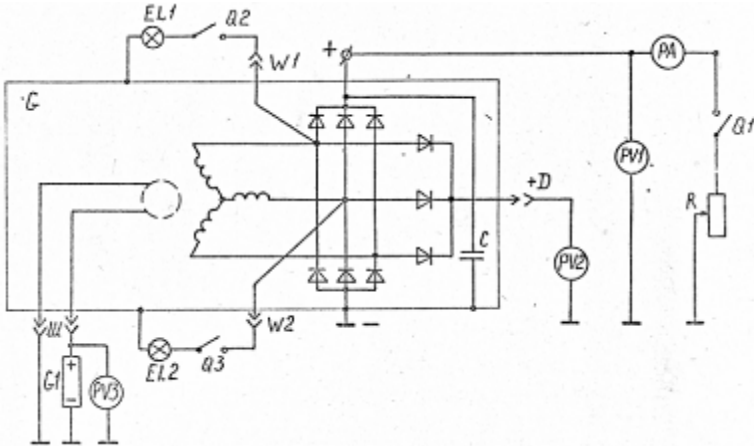 EL1 Q2
W1
+
PA
G
Q1
PV1
+D
R
C
PV2
Ш
W2
EL2 Q3
G1
+
−
PV3
−